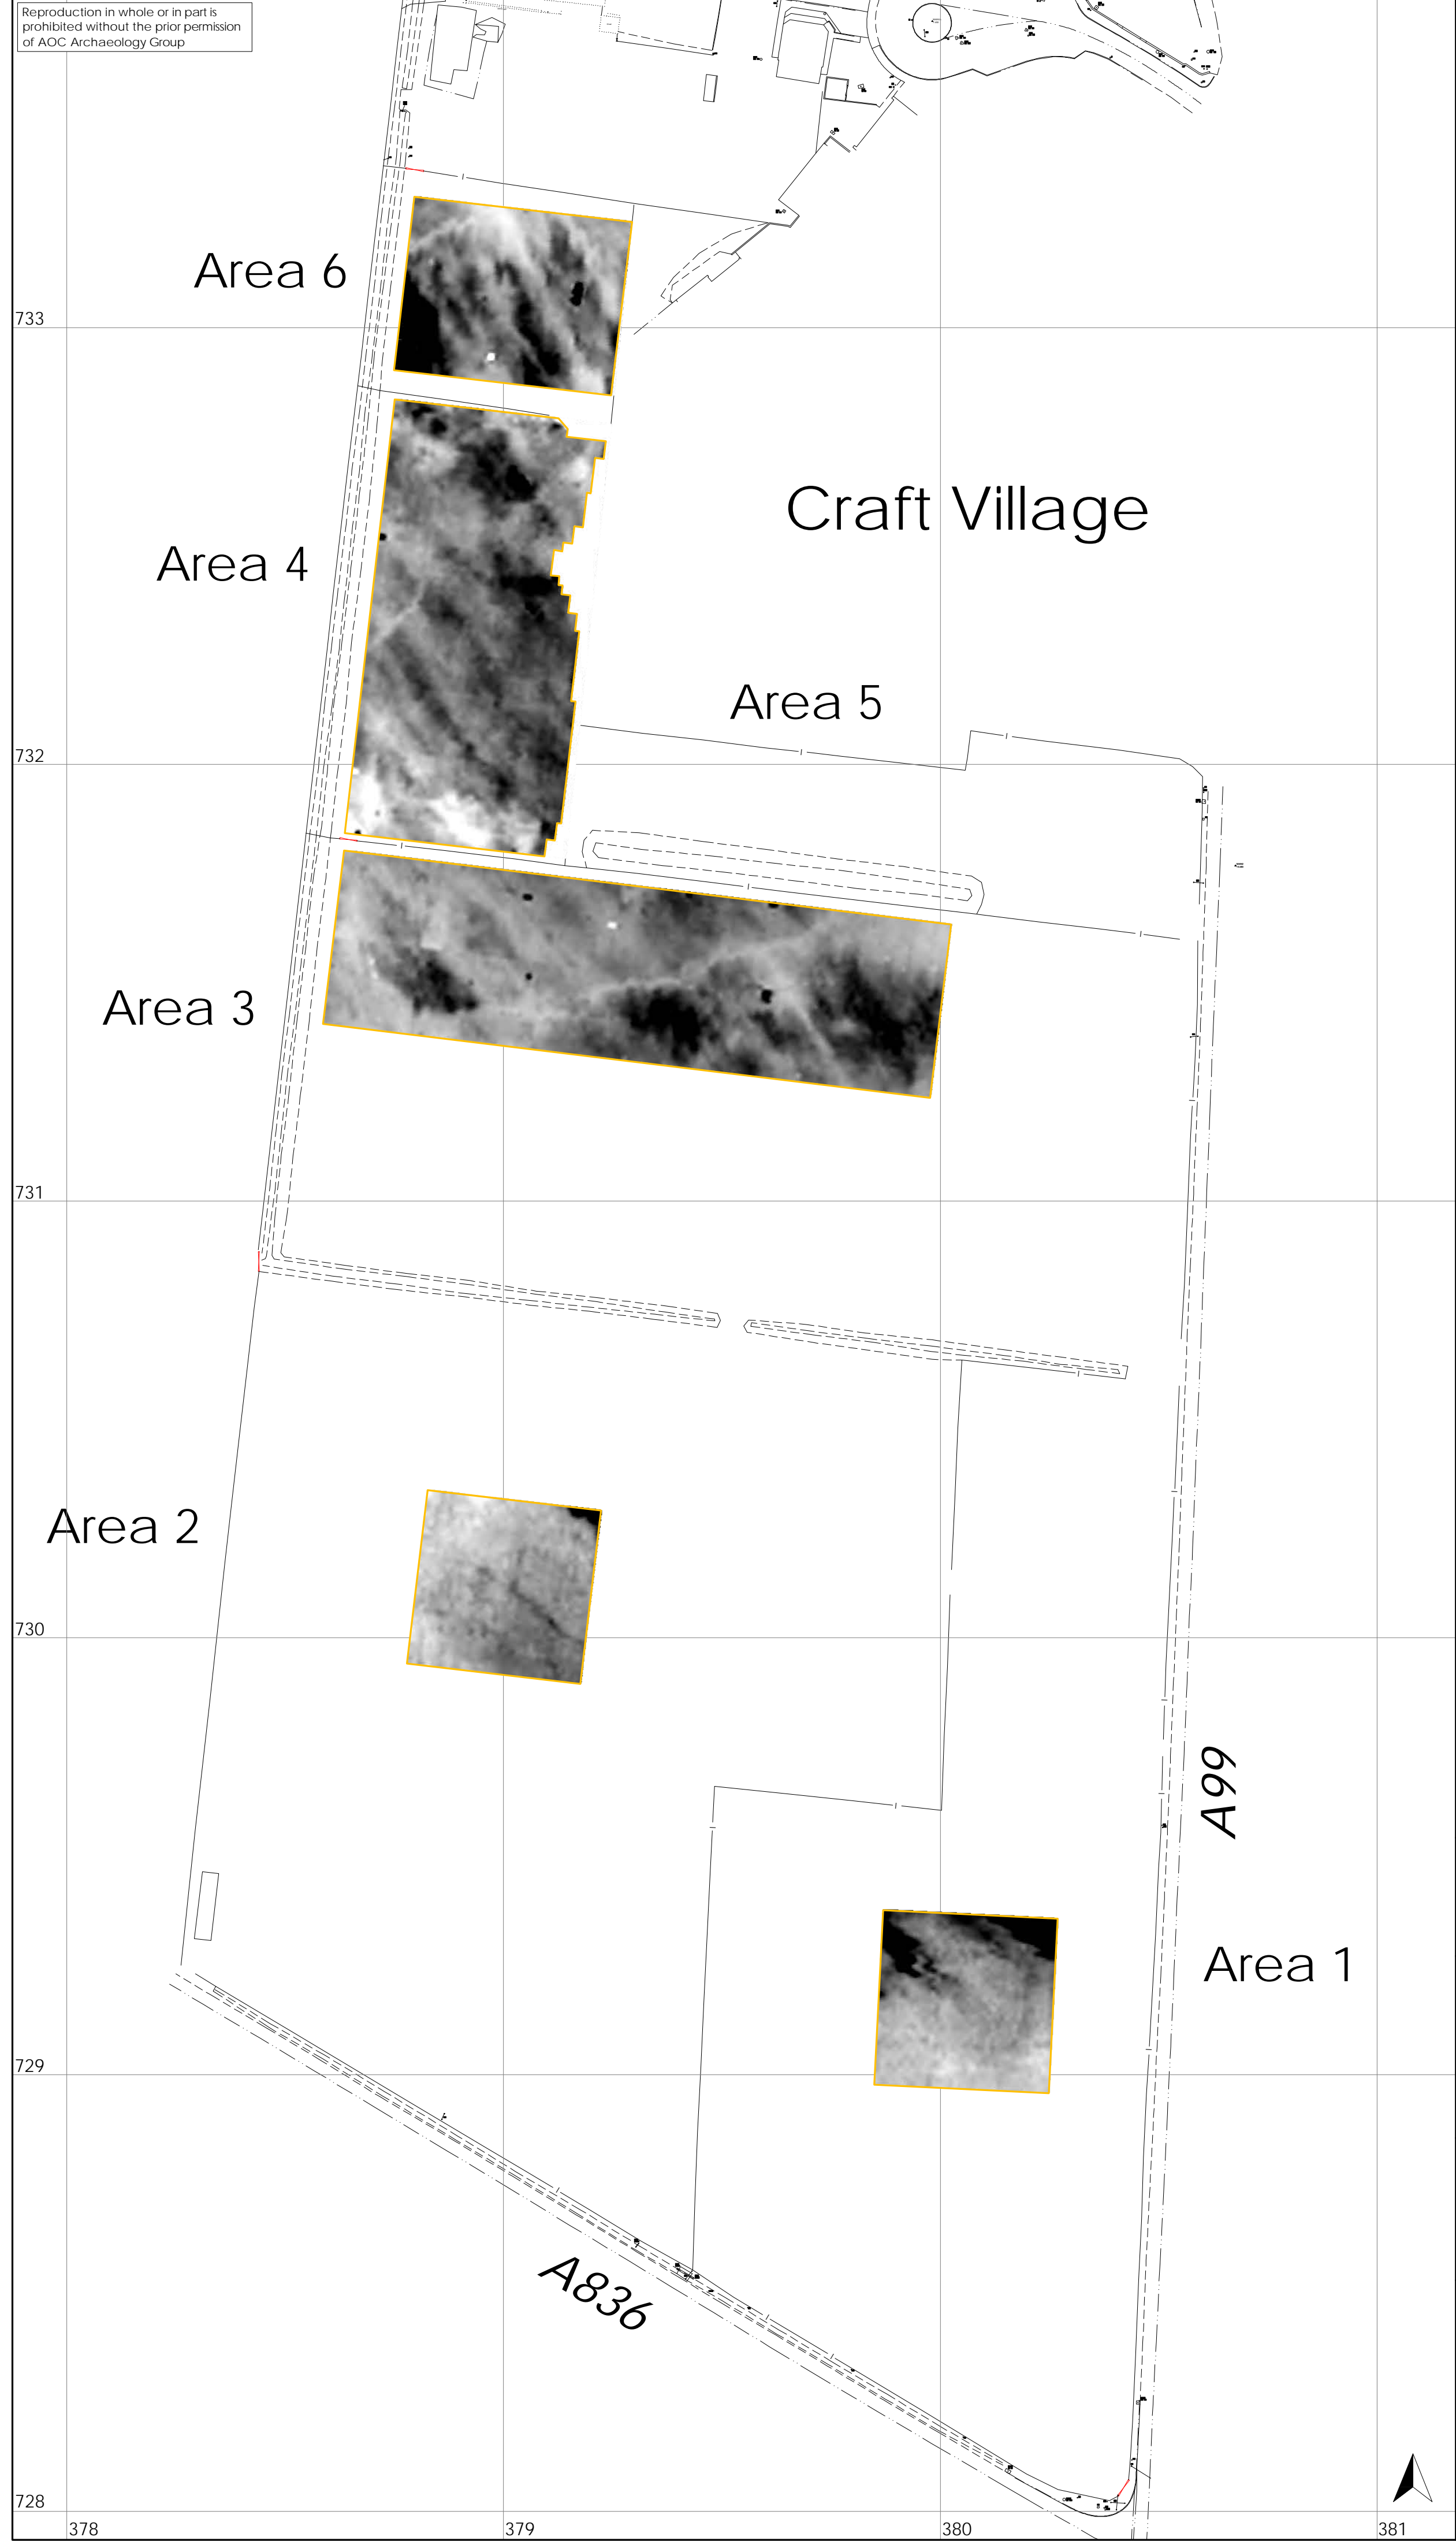 Reproduction in whole or in part is
prohibited without the prior permission
of AOC Archaeology Group
Area 6
733
Craft Village
Area 4
Area 5
732
Area 3
731
Area 2
730
A99
Area 1
729
A836
728
378
379
380
381